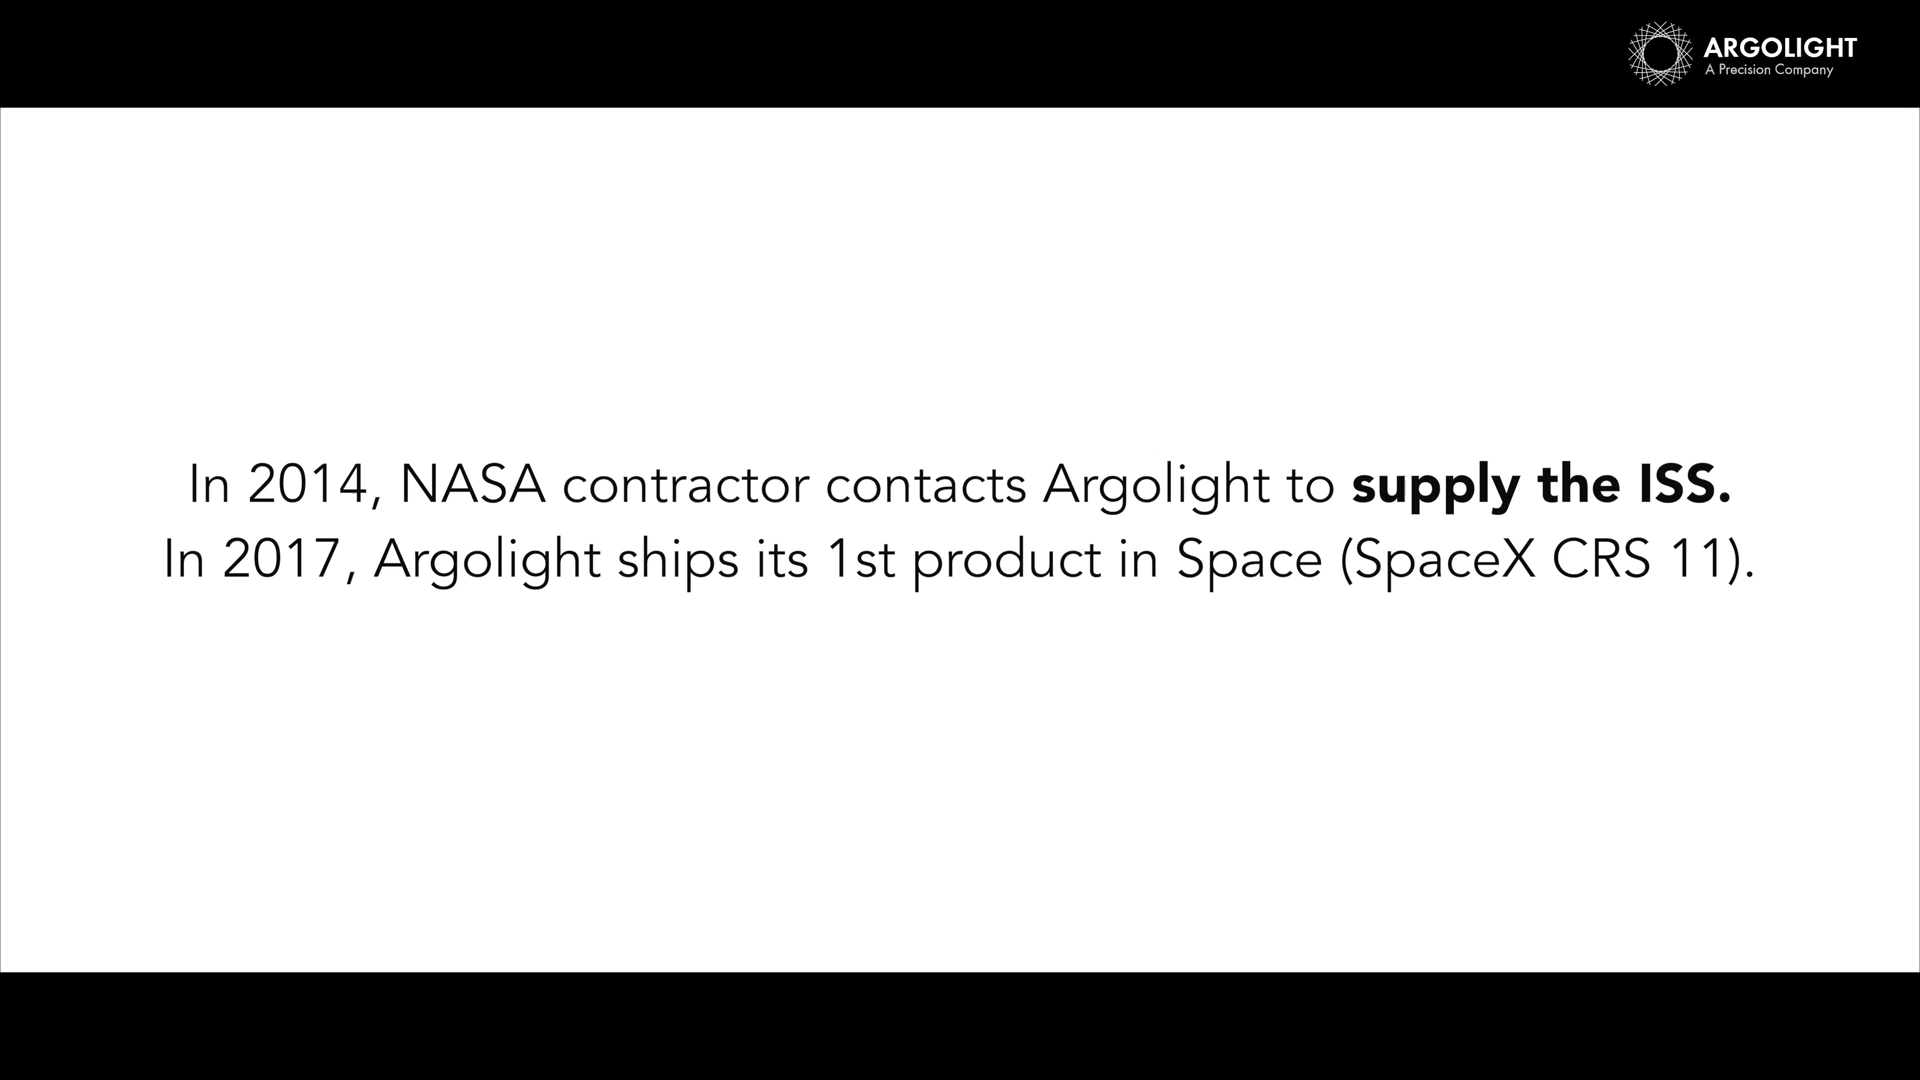 ARGOLIGHT
A Precision Company
In 2014, NASA contractor contacts Argolight to supply the ISS.
In 2017, Argolight ships its 1st product in Space (SpaceX CRS 11).